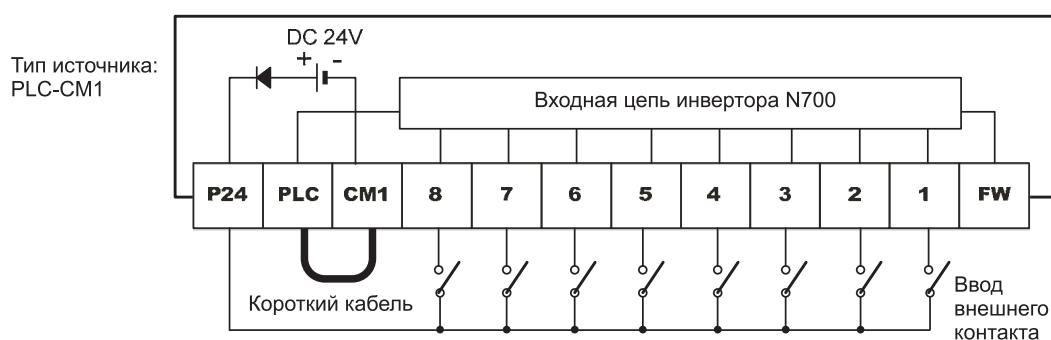 DC 24V
+ -
Тип источника:
PLC-CM1
Входная цепь инвертора N700
P24 PLC CM1 8 7 6 5 4 3 2 1 FW
Короткий кабель
Ввод
внешнего
контакта